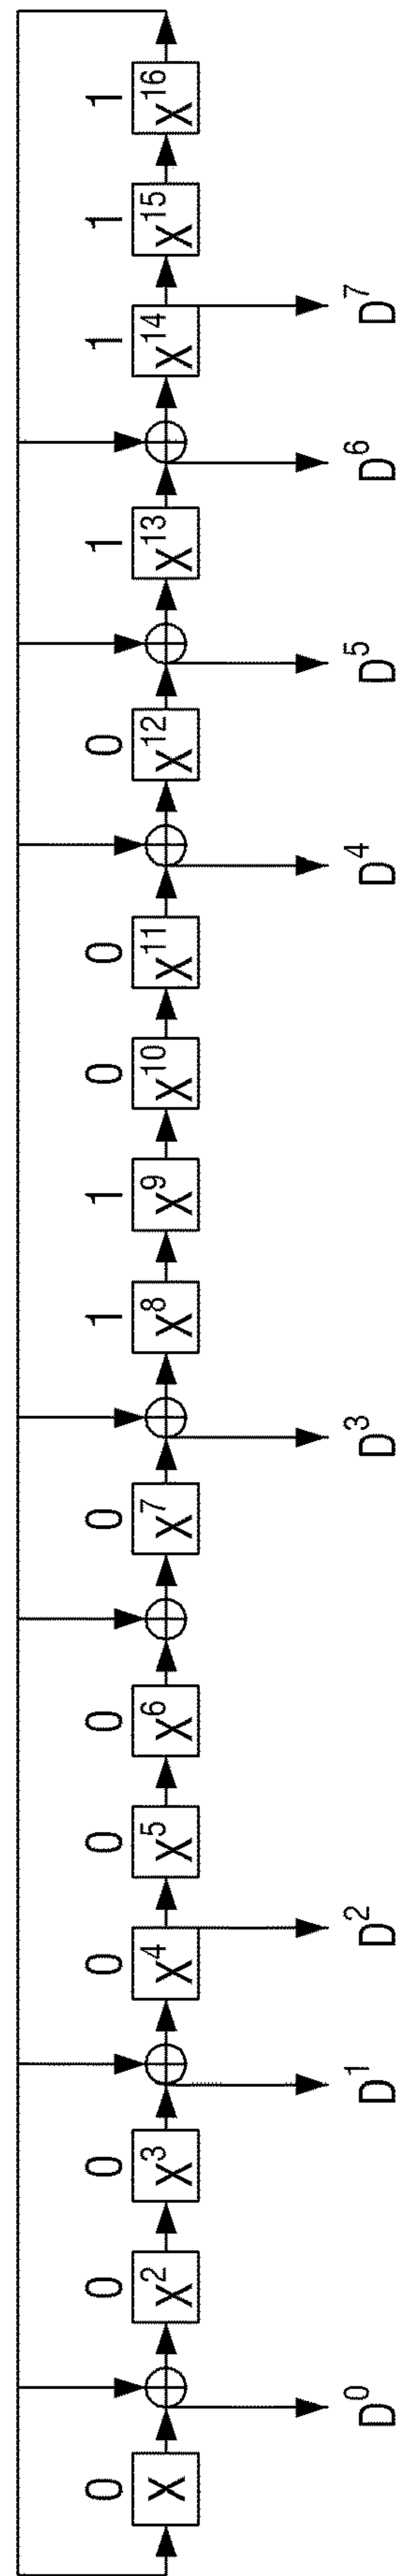 0 0 0 0 0 0 0 1 1 0 0 0 1 1 1 1
X X² X³ X⁴ X⁵ X⁶ X⁷ X⁸ X⁹ X¹⁰ X¹¹ X¹² X¹³ X¹⁴ X¹⁵ X¹⁶
D⁰ D¹ D² D³ D⁴ D⁵ D⁶ D⁷